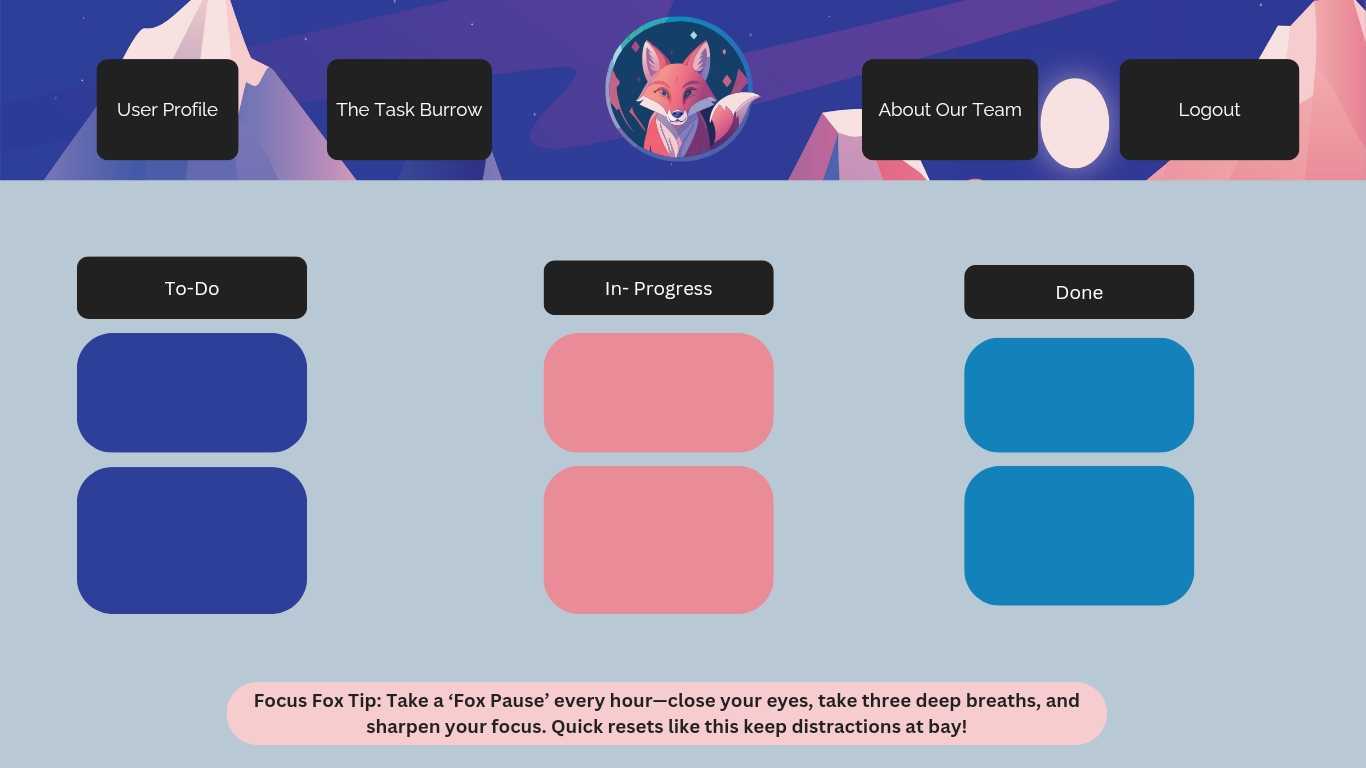 User Profile
The Task Burrow
About Our Team
Logout
To-Do
In- Progress
Done
Focus Fox Tip: Take a ‘Fox Pause’ every hour—close your eyes, take three deep breaths, and
sharpen your focus. Quick resets like this keep distractions at bay!